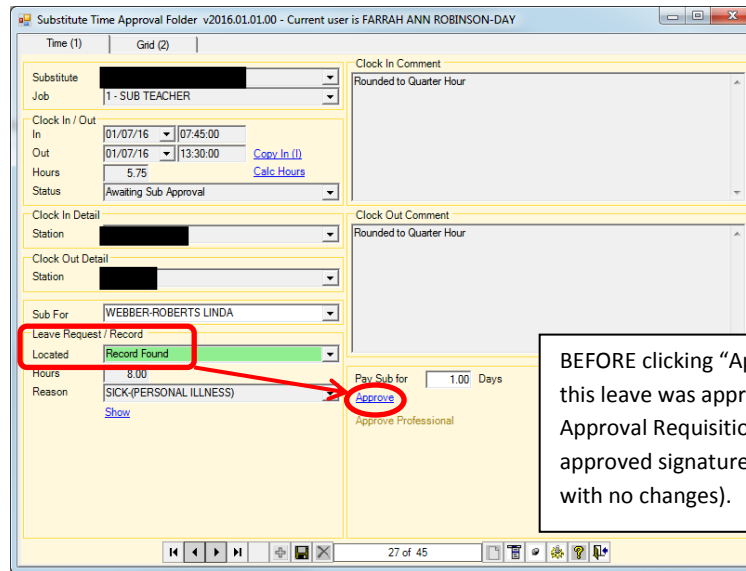 Substitute Time Approval Folder v2016.01.01.00 - Current user is FARRAH ANN ROBINSON-DAY
Time (1) Grid (2)
Substitute
Job 1 - SUB TEACHER
Clock In / Out
In 01/07/16 07:45:00
Out 01/07/16 13:30:00 Copy In (I)
Hours 5.75 Calc Hours
Status Awaiting Sub Approval
Clock In Detail
Station
Clock Out Detail
Station
Sub For WEBBER-ROBERTS LINDA
Leave Request / Record
Located Record Found
Hours 8.00
Reason SICK-(PERSONAL ILLNESS)
Show
Clock In Comment
Rounded to Quarter Hour
Clock Out Comment
Rounded to Quarter Hour
Pay Sub for 1.00 Days
Approve
Approve Professional
BEFORE clicking “Ap
this leave was appr
Approval Requisitio
approved signature
with no changes).
27 of 45